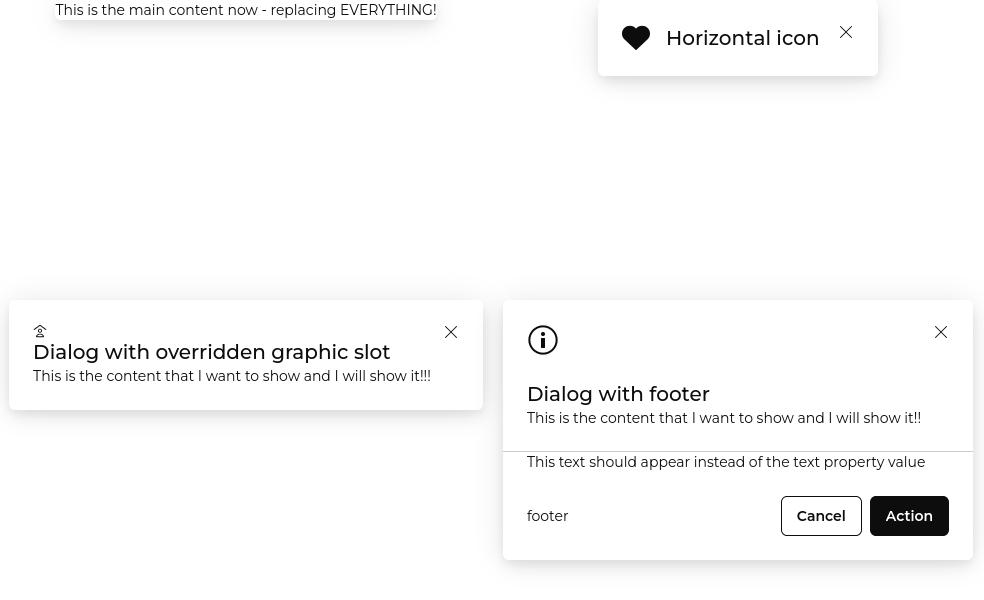 This is the main content now - replacing EVERYTHING!
Horizontal icon
Dialog with overridden graphic slot
This is the content that I want to show and I will show it!!!
Dialog with footer
This is the content that I want to show and I will show it!!
This text should appear instead of the text property value
footer
Cancel
Action